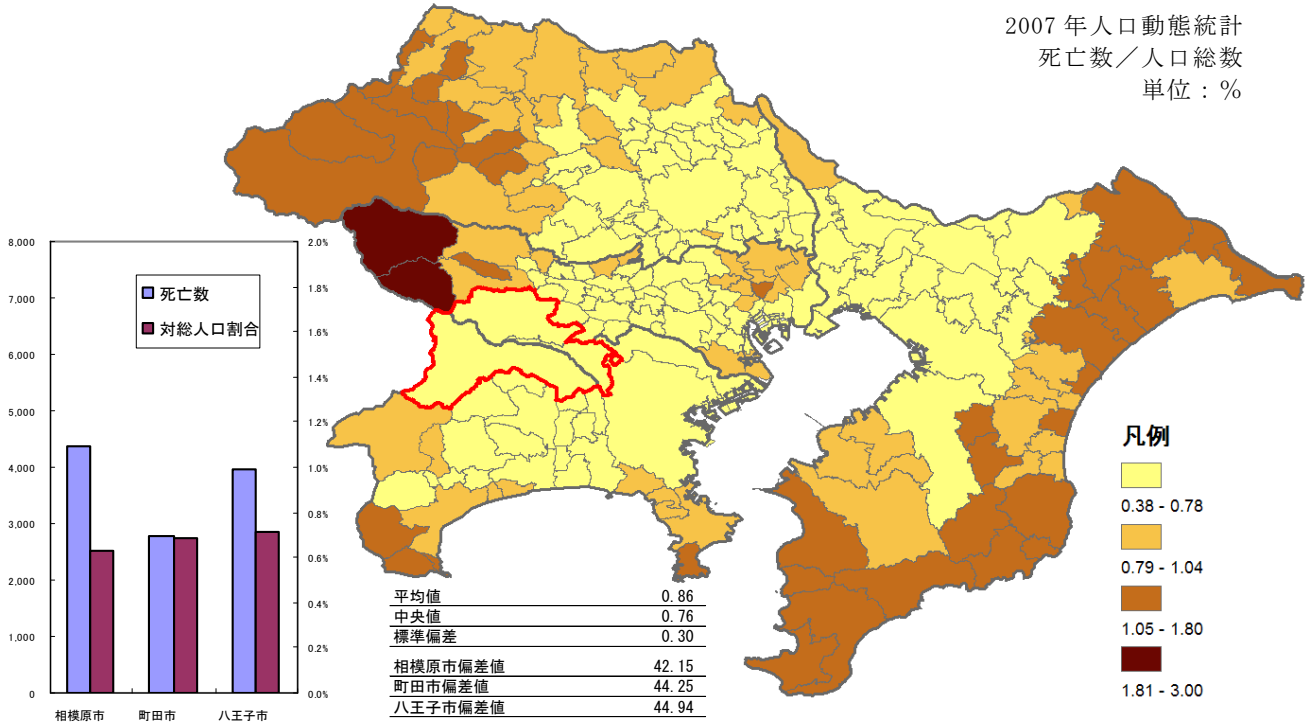 2007年人口動態統計
死亡数／人口総数
単位：%
8,000
7,000
6,000
5,000
4,000
3,000
2,000
1,000
0
2.0%
1.8%
1.6%
1.4%
1.2%
1.0%
0.8%
0.6%
0.4%
0.2%
0.0%
死亡数
対総人口割合
相模原市 町田市 八王子市
平均値 0.86
中央値 0.76
標準偏差 0.30
相模原市偏差値 42.15
町田市偏差値 44.25
八王子市偏差値 44.94
凡例
0.38 - 0.78
0.79 - 1.04
1.05 - 1.80
1.81 - 3.00